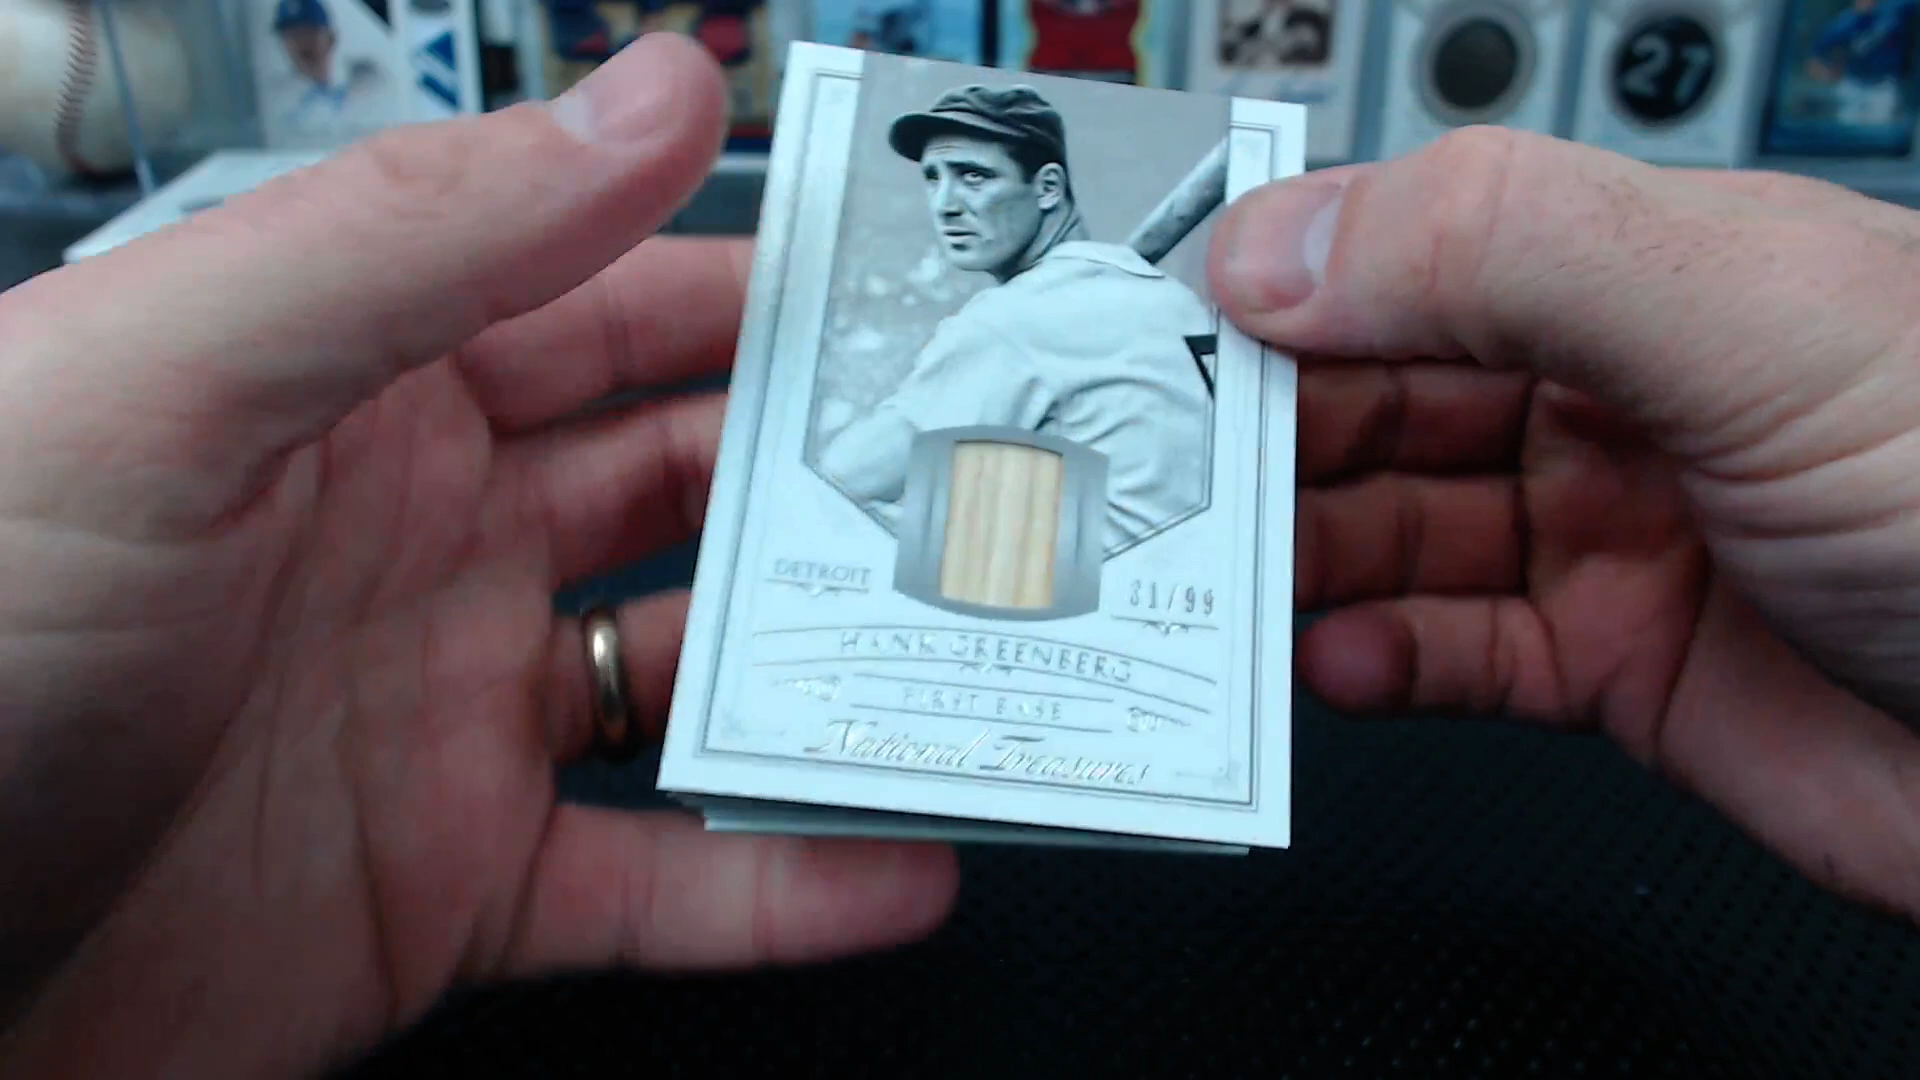 27
DETROIT
31/99
HANK GREENBERG
FIRST BASE
National Treasures